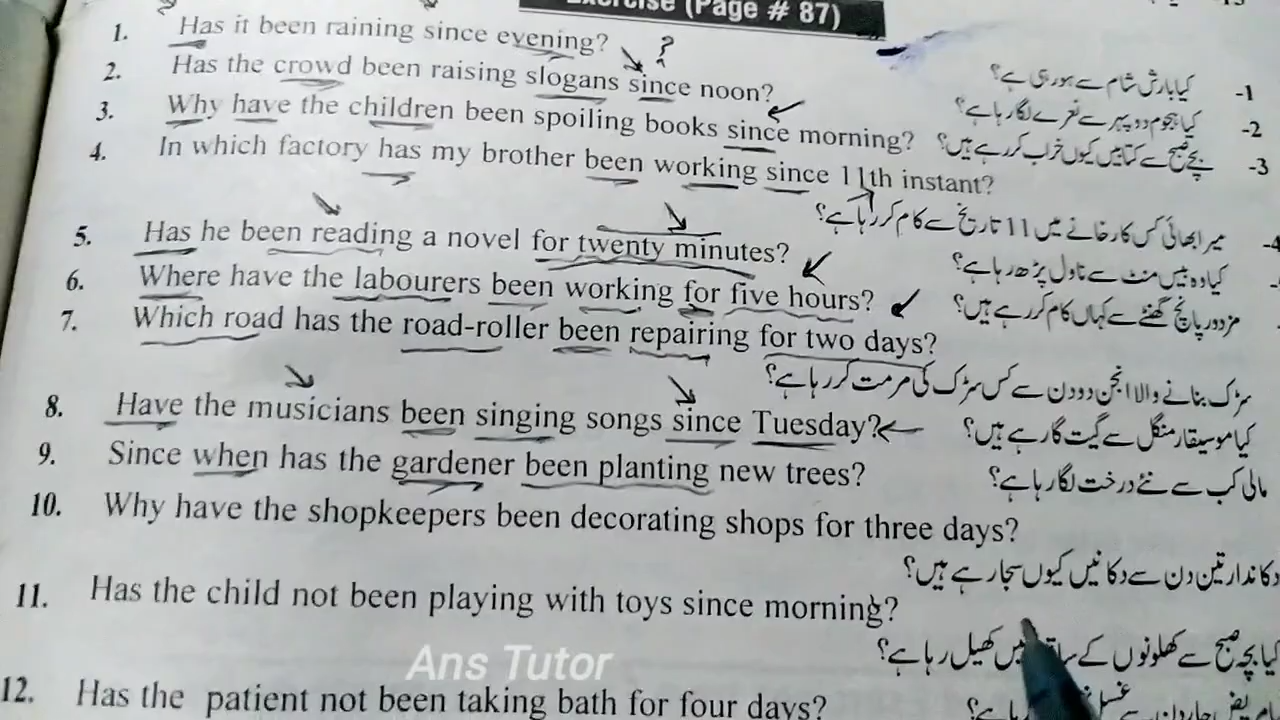 Exercise (Page # 87)
1. Has it been raining since evening?
کیا بارش شام سے ہو رہی ہے؟ -1
2. Has the crowd been raising slogans since noon?
کیا ہجوم دوپہر سے نعرے لگا رہا ہے؟ -2
3. Why have the children been spoiling books since morning?
بچے صبح سے کتابیں کیوں خراب کر رہے ہیں؟ -3
4. In which factory has my brother been working since 11th instant?
میرا بھائی کس کارخانے میں 11 تاریخ سے کام کر رہا ہے؟
5. Has he been reading a novel for twenty minutes?
کیا وہ بیس منٹ سے ناول پڑھ رہا ہے؟
6. Where have the labourers been working for five hours?
مزدور پانچ گھنٹے سے کہاں کام کر رہے ہیں؟
7. Which road has the road-roller been repairing for two days?
سڑک بنانے والا انجن دو دن سے کس سڑک کی مرمت کر رہا ہے؟
8. Have the musicians been singing songs since Tuesday?
کیا موسیقار منگل سے گیت گا رہے ہیں؟
9. Since when has the gardener been planting new trees?
مالی کب سے نئے درخت لگا رہا ہے؟
10. Why have the shopkeepers been decorating shops for three days?
دکاندار تین دن سے دکانیں کیوں سجا رہے ہیں؟
11. Has the child not been playing with toys since morning?
کیا بچہ صبح سے کھلونوں کے کھیل رہا ہے؟
Ans Tutor
12. Has the patient not been taking bath for four days?